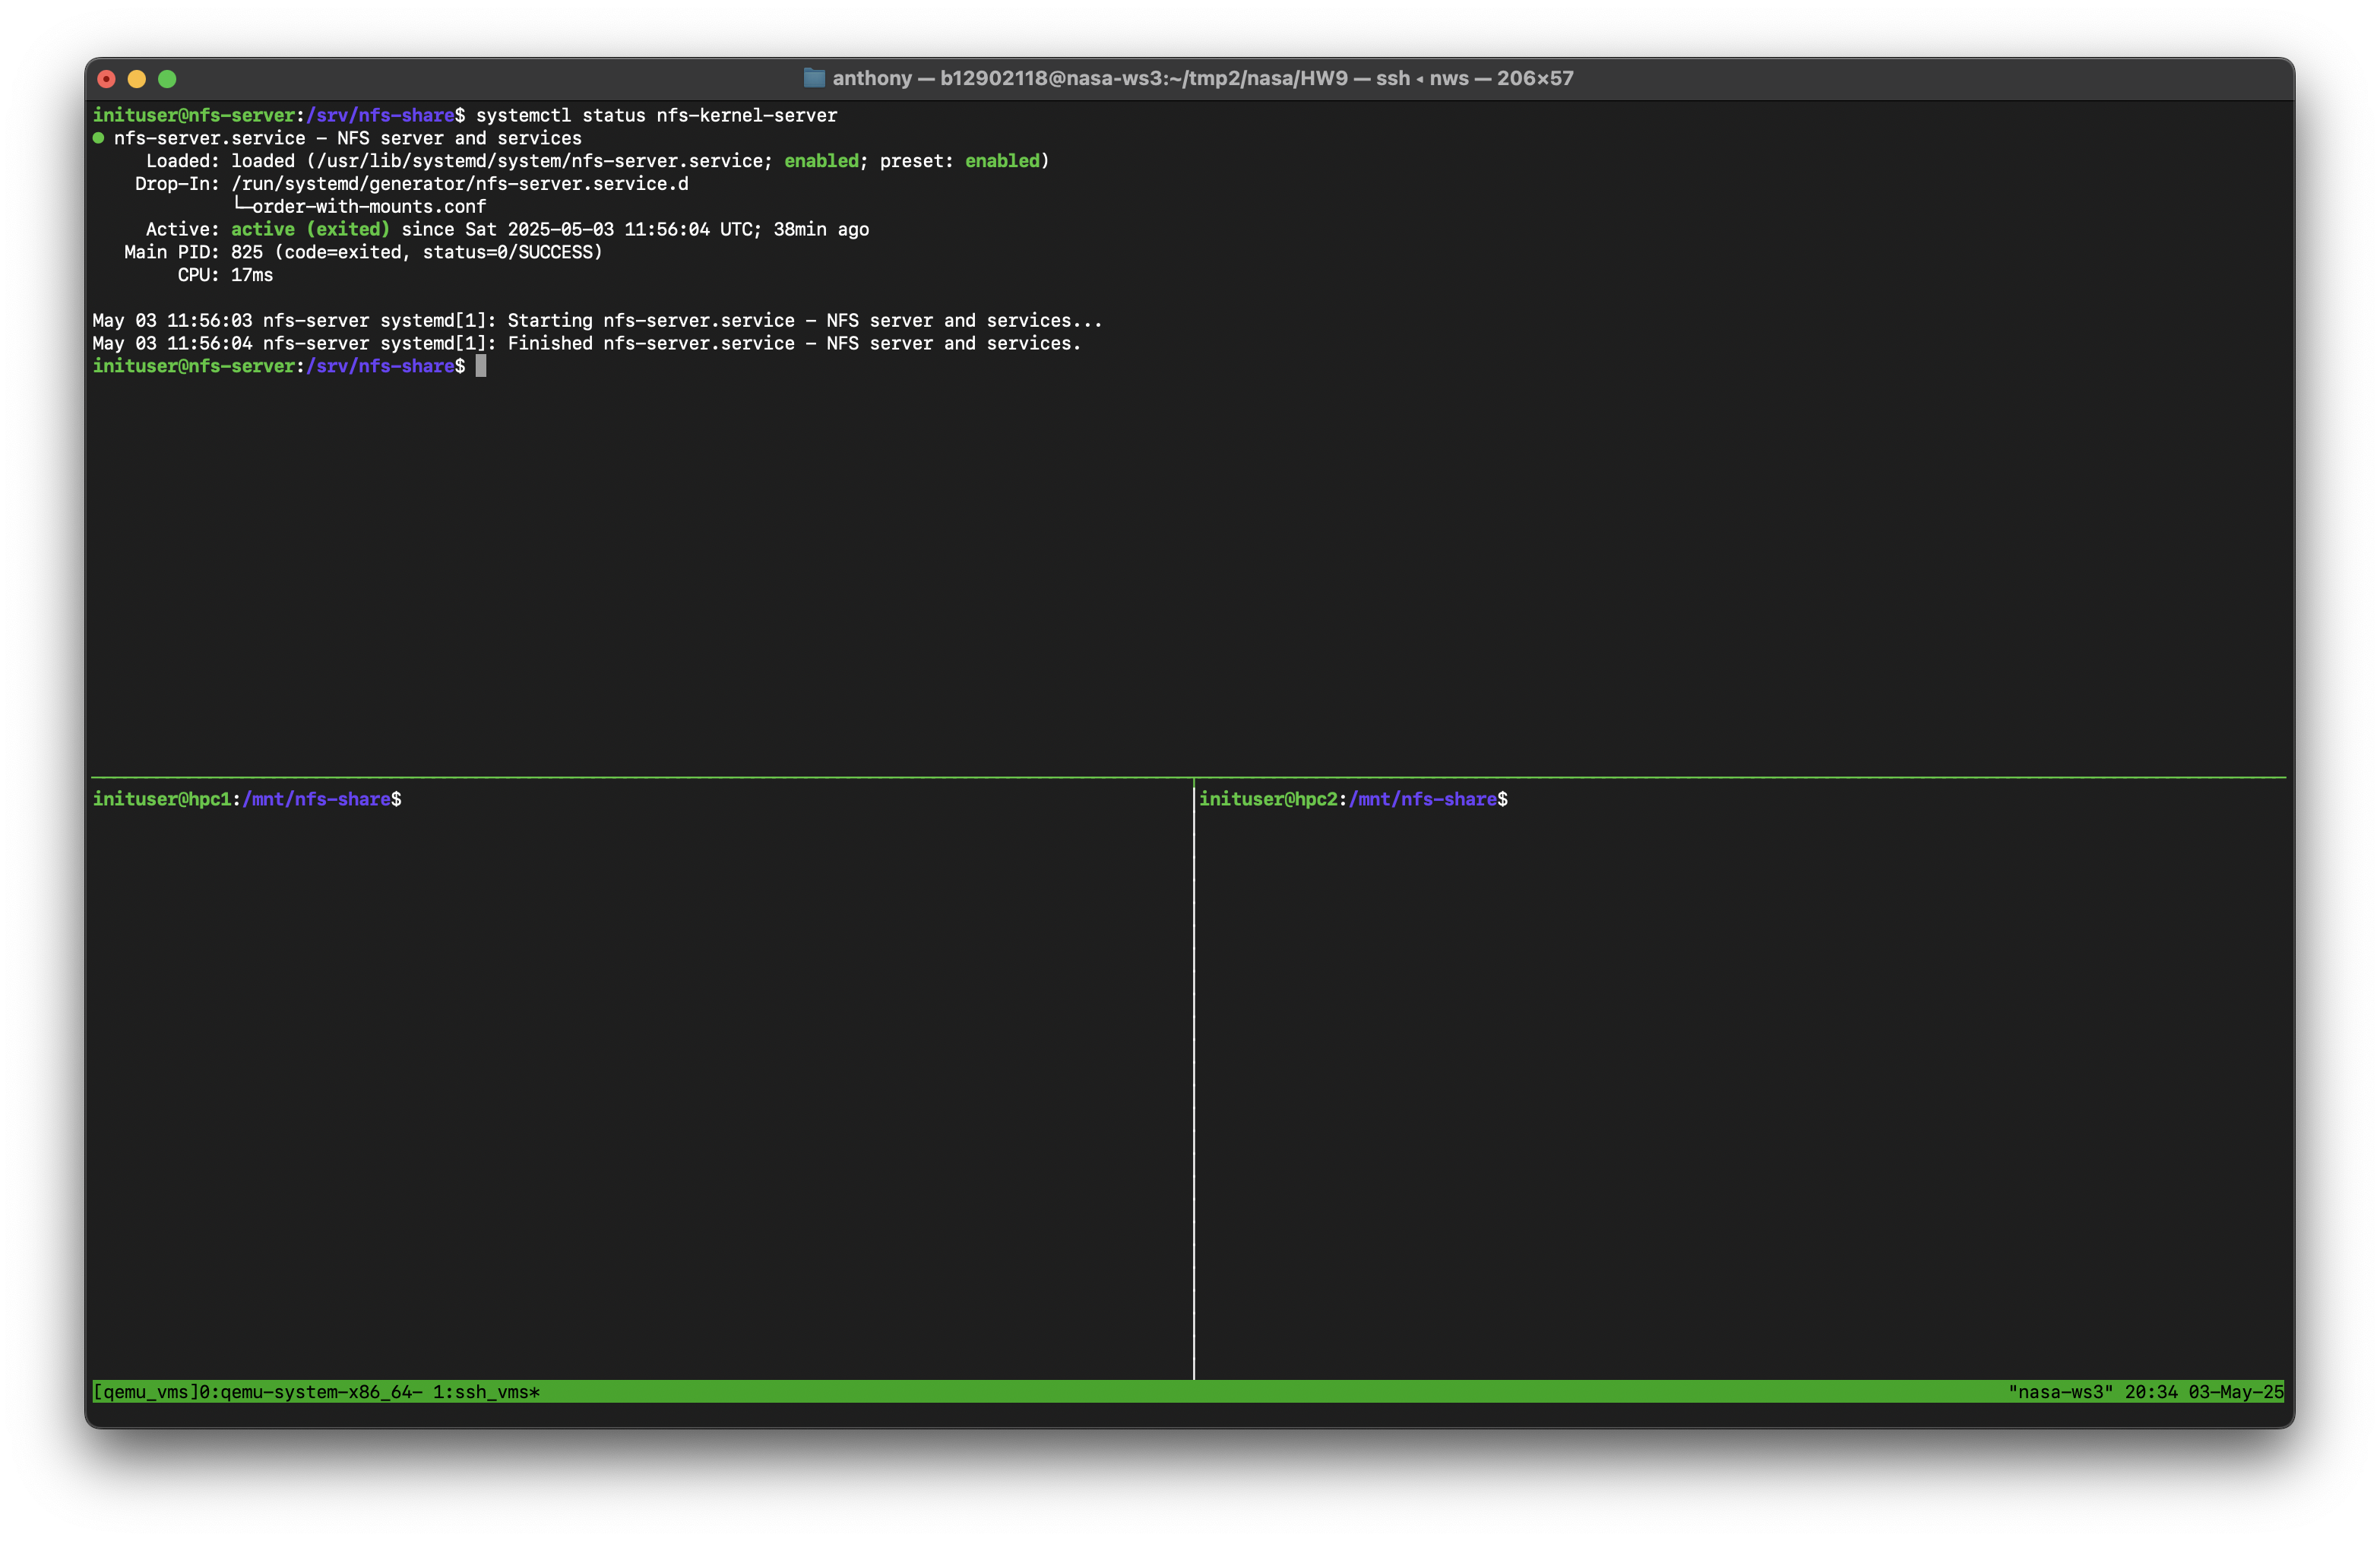 anthony — b12902118@nasa-ws3:~/tmp2/nasa/HW9 — ssh ◂ nws — 206×57
inituser@nfs-server:/srv/nfs-share$ systemctl status nfs-kernel-server
● nfs-server.service - NFS server and services
     Loaded: loaded (/usr/lib/systemd/system/nfs-server.service; enabled; preset: enabled)
    Drop-In: /run/systemd/generator/nfs-server.service.d
             └─order-with-mounts.conf
     Active: active (exited) since Sat 2025-05-03 11:56:04 UTC; 38min ago
   Main PID: 825 (code=exited, status=0/SUCCESS)
        CPU: 17ms
May 03 11:56:03 nfs-server systemd[1]: Starting nfs-server.service - NFS server and services...
May 03 11:56:04 nfs-server systemd[1]: Finished nfs-server.service - NFS server and services.
inituser@nfs-server:/srv/nfs-share$
inituser@hpc1:/mnt/nfs-share$
inituser@hpc2:/mnt/nfs-share$
[qemu_vms]0:qemu-system-x86_64- 1:ssh_vms* "nasa-ws3" 20:34 03-May-25